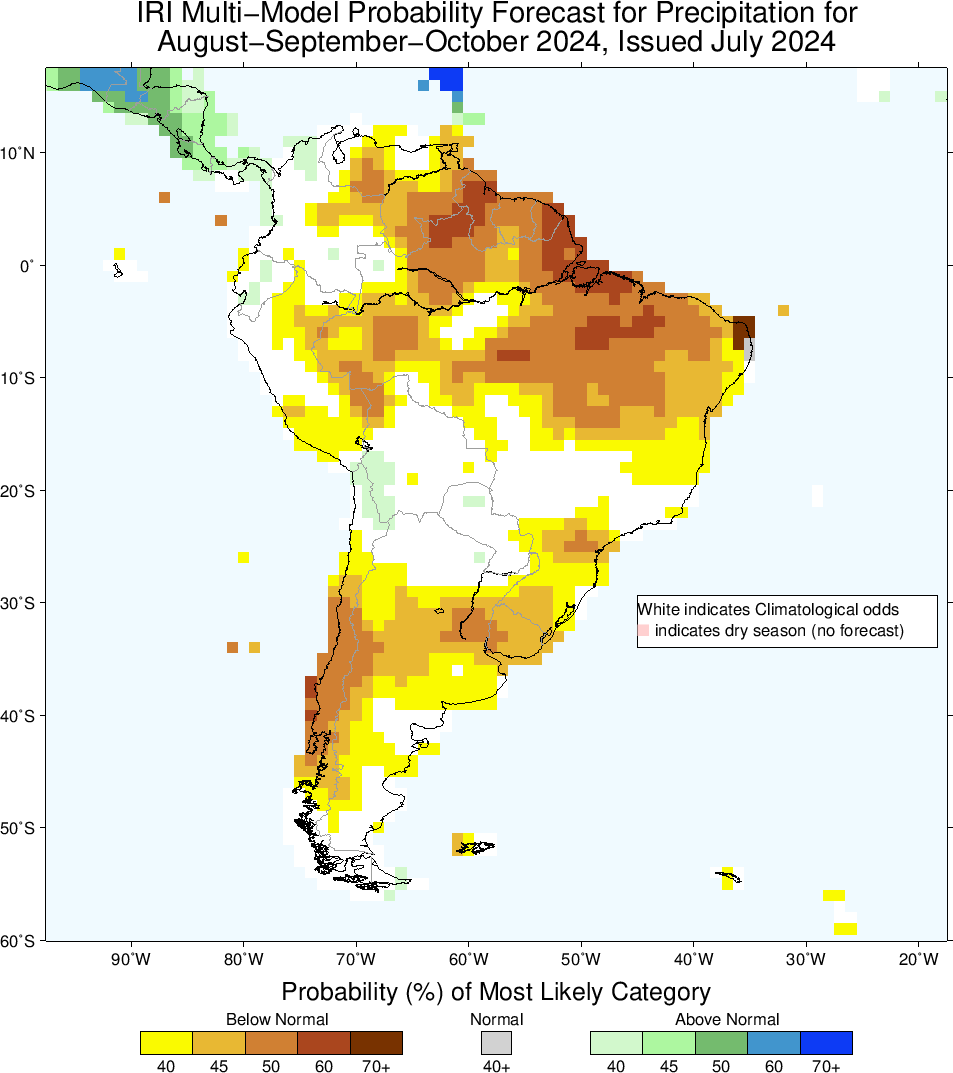 IRI Multi−Model Probability Forecast for Precipitation for
August−September−October 2024, Issued July 2024
10˚N
0˚
10˚S
20˚S
30˚S
White indicates Climatological odds
indicates dry season (no forecast)
40˚S
50˚S
60˚S
90˚W 80˚W 70˚W 60˚W 50˚W 40˚W 30˚W 20˚W
Probability (%) of Most Likely Category
Below Normal Normal Above Normal
40 45 50 60 70+ 40+ 40 45 50 60 70+